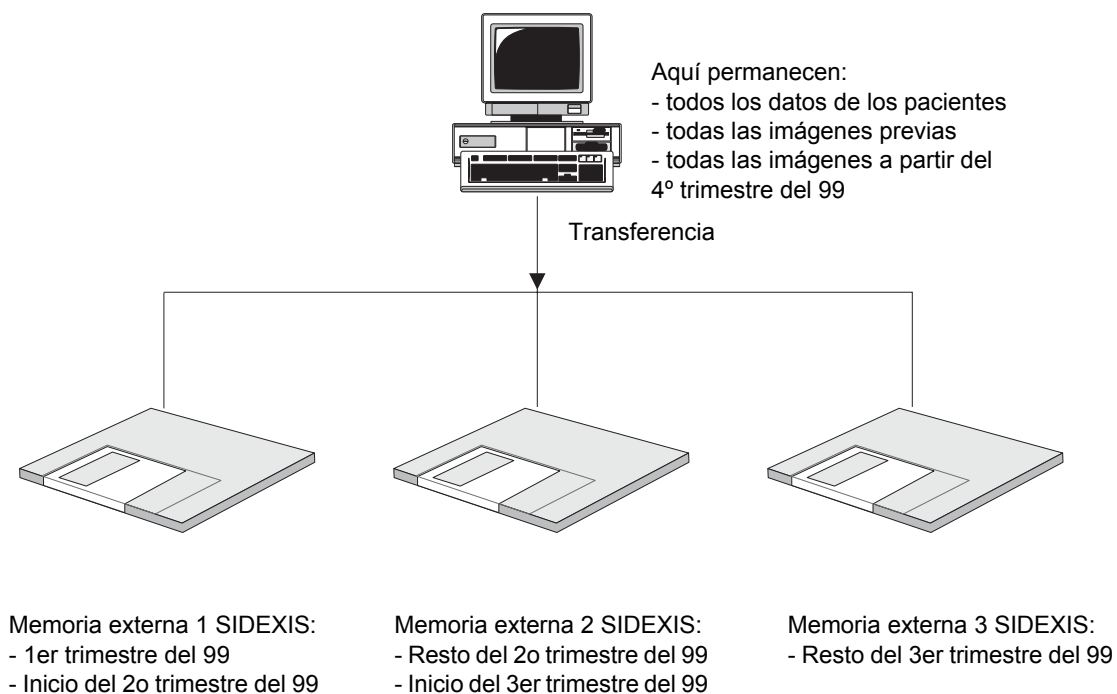 Aquí permanecen:
- todos los datos de los pacientes
- todas las imágenes previas
- todas las imágenes a partir del
4º trimestre del 99
Transferencia
Memoria externa 1 SIDEXIS:
- 1er trimestre del 99
- Inicio del 2o trimestre del 99
Memoria externa 2 SIDEXIS:
- Resto del 2o trimestre del 99
- Inicio del 3er trimestre del 99
Memoria externa 3 SIDEXIS:
- Resto del 3er trimestre del 99